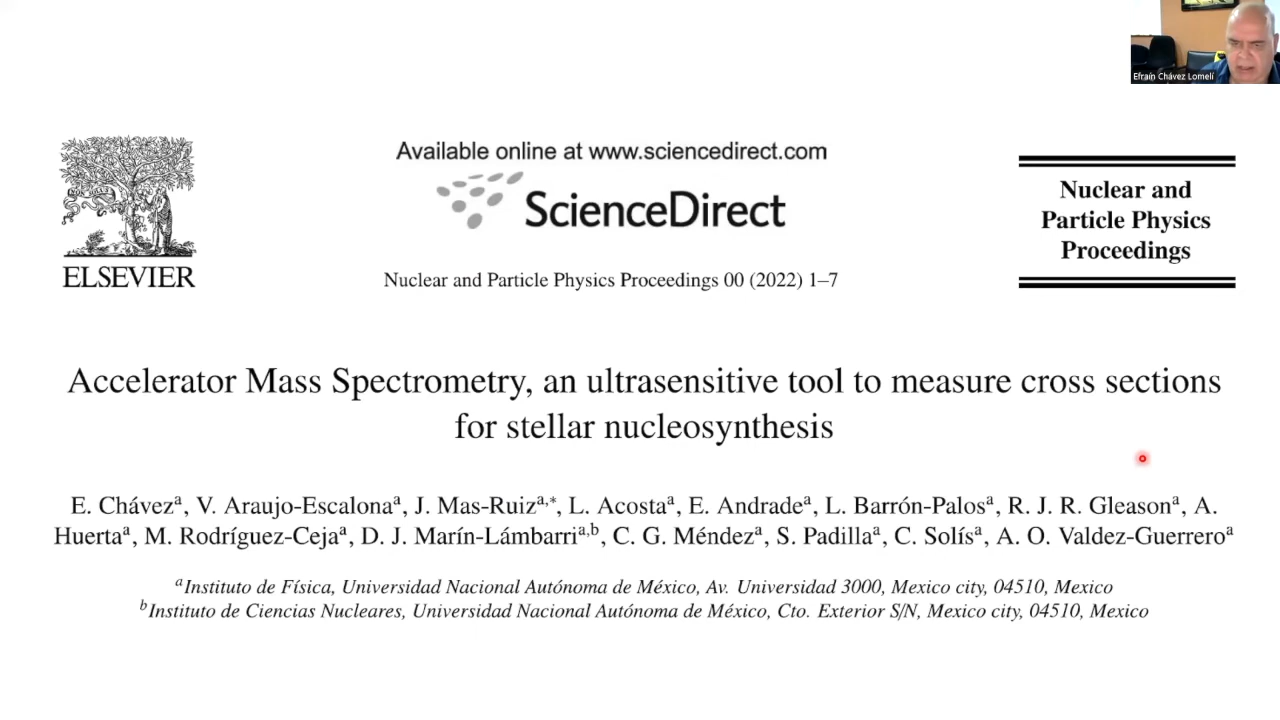 Efraín Chávez Lomelí
Available online at www.sciencedirect.com
ScienceDirect
ELSEVIER
Nuclear and Particle Physics Proceedings 00 (2022) 1–7
Nuclear and
Particle Physics
Proceedings
Accelerator Mass Spectrometry, an ultrasensitive tool to measure cross sections
for stellar nucleosynthesis
E. Cháveza, V. Araujo-Escalonaa, J. Mas-Ruiza,*, L. Acostaa, E. Andradea, L. Barrón-Palosa, R. J. R. Gleasona, A.
Huertaa, M. Rodríguez-Cejaa, D. J. Marín-Lámbarria,b, C. G. Méndeza, S. Padillaa, C. Solísa, A. O. Valdez-Guerreroa
aInstituto de Física, Universidad Nacional Autónoma de México, Av. Universidad 3000, Mexico city, 04510, Mexico
bInstituto de Ciencias Nucleares, Universidad Nacional Autónoma de México, Cto. Exterior S/N, Mexico city, 04510, Mexico